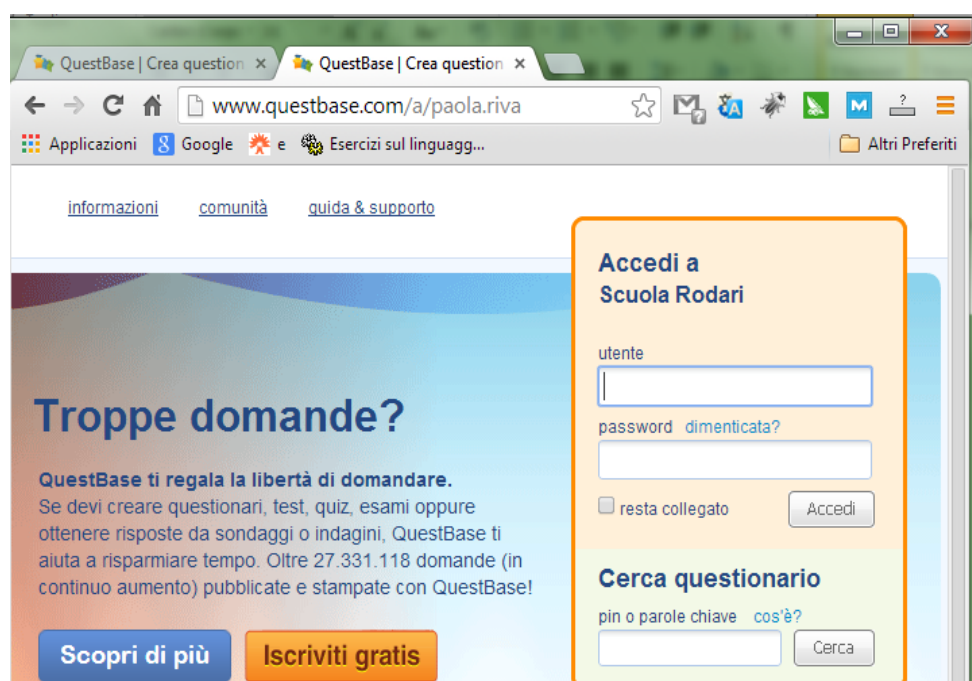 QuestBase | Crea question
QuestBase | Crea question
www.questbase.com/a/paola.riva
Applicazioni Google e Esercizi sul linguagg... Altri Preferiti
informazioni comunità guida & supporto
Accedi a
Scuola Rodari
utente
password dimenticata?
resta collegato Accedi
Troppe domande?
QuestBase ti regala la libertà di domandare.
Se devi creare questionari, test, quiz, esami oppure
ottenere risposte da sondaggi o indagini, QuestBase ti
aiuta a risparmiare tempo. Oltre 27.331.118 domande (in
continuo aumento) pubblicate e stampate con QuestBase!
Scopri di più Iscriviti gratis
Cerca questionario
pin o parole chiave cos'è?
Cerca